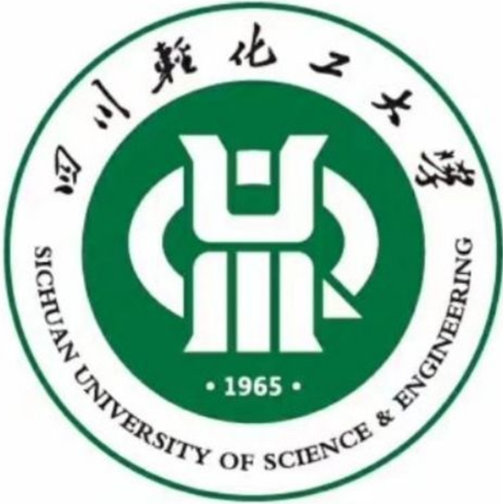 四川轻化工大学
· 1965 ·
SICHUAN UNIVERSITY OF SCIENCE & ENGINEERING